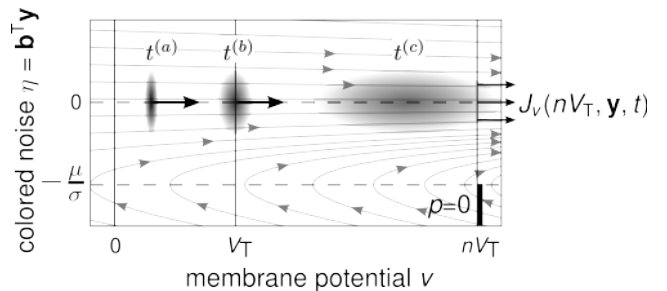 t^(a) t^(b) t^(c)
colored noise η = b^T y
0
J_v(nV_T, y, t)
−μ/σ
p=0
0 V_T nV_T
membrane potential v